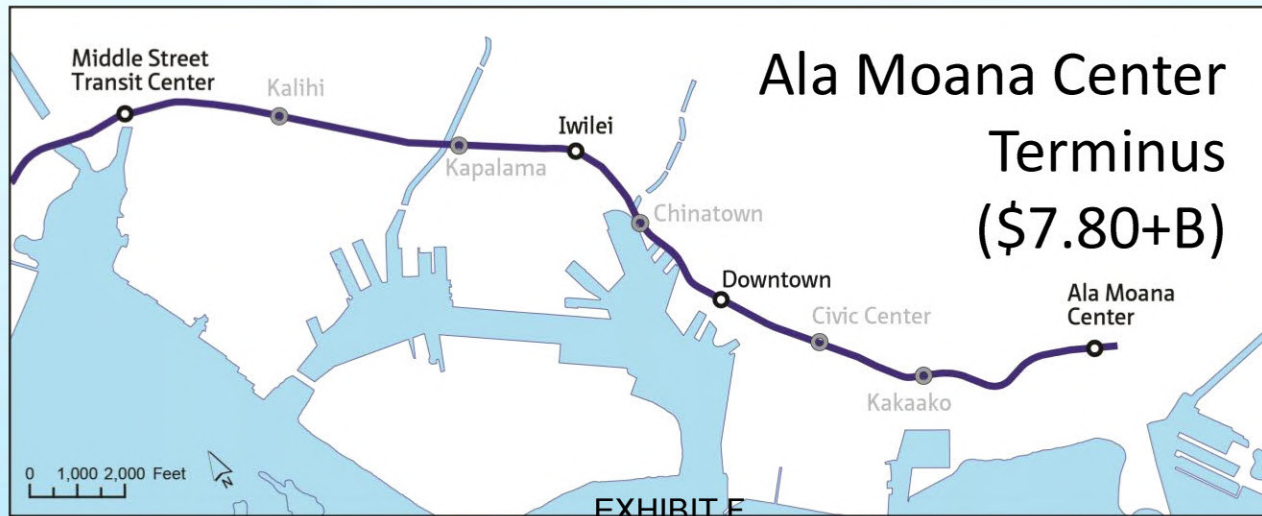 Ala Moana Center
Terminus
($7.80+B)
Middle Street
Transit Center
Kalihi
Kapalama
Iwilei
Chinatown
Downtown
Civic Center
Kakaako
Ala Moana
Center
0 1,000 2,000 Feet
N
EXHIBIT F